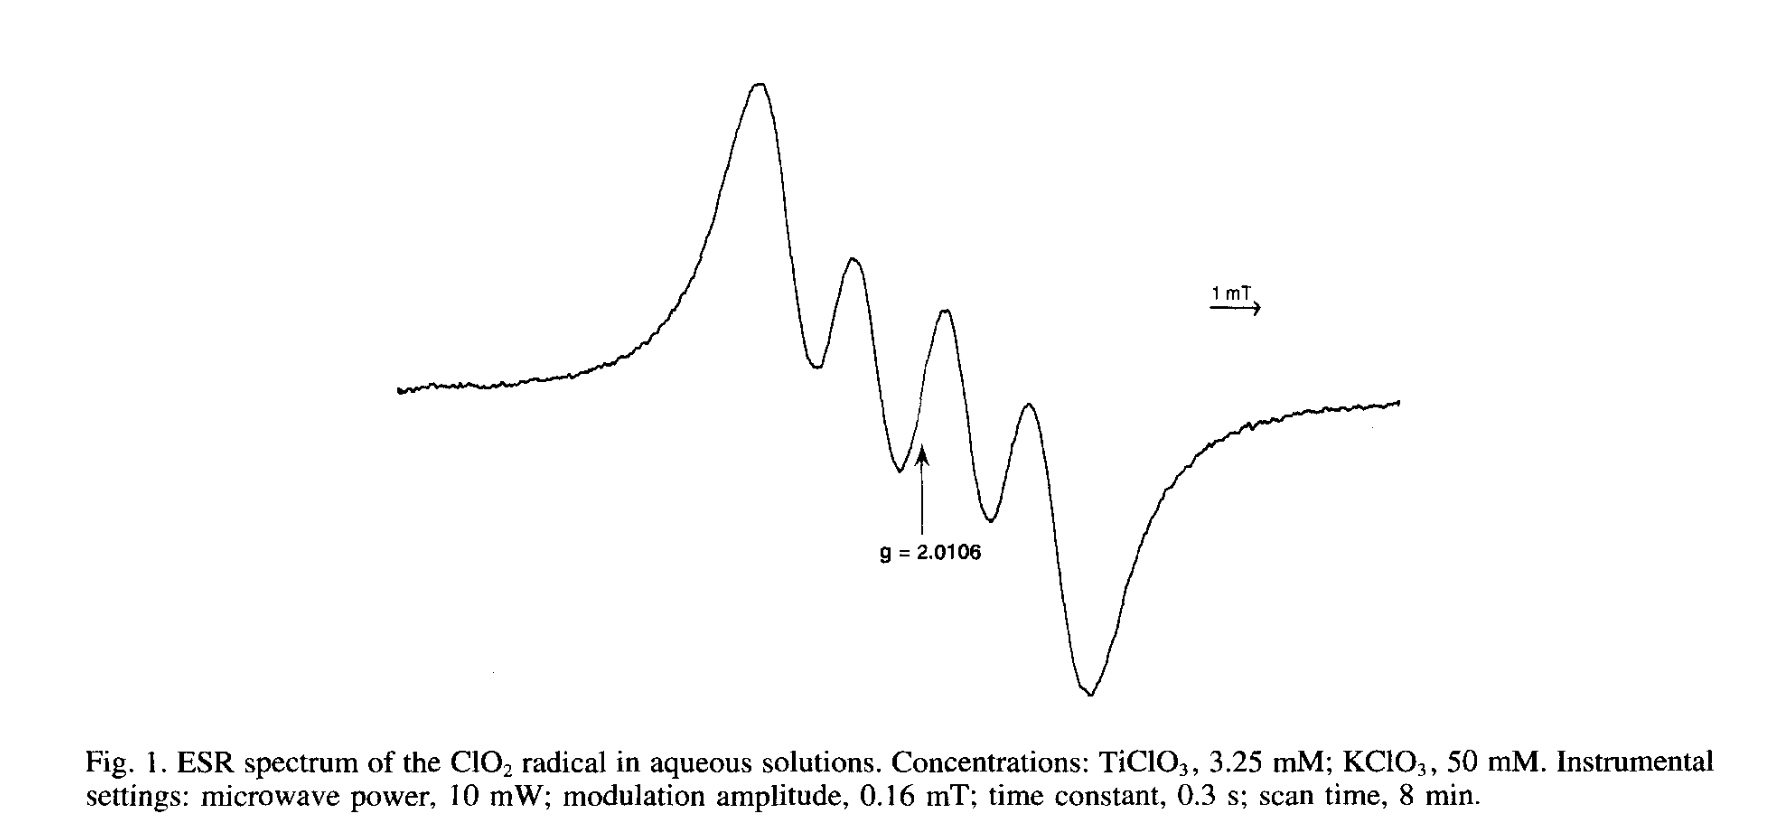 1 mT
g = 2.0106
Fig. 1. ESR spectrum of the ClO₂ radical in aqueous solutions. Concentrations: TiClO₃, 3.25 mM; KClO₃, 50 mM. Instrumental
settings: microwave power, 10 mW; modulation amplitude, 0.16 mT; time constant, 0.3 s; scan time, 8 min.